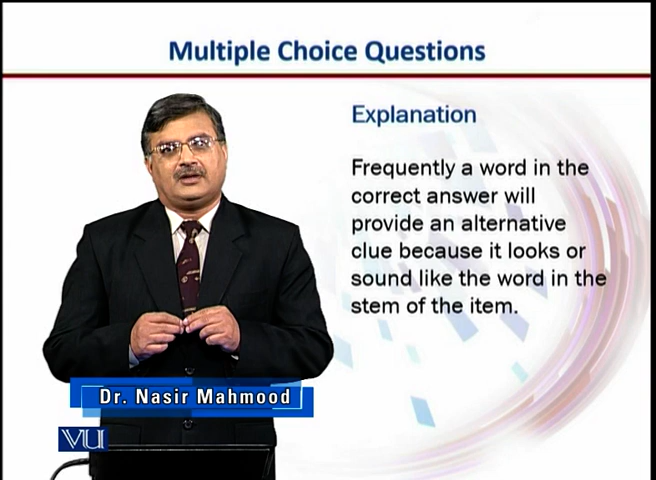 Multiple Choice Questions
Explanation
Frequently a word in the
correct answer will
provide an alternative
clue because it looks or
sound like the word in the
stem of the item.
Dr. Nasir Mahmood
VU